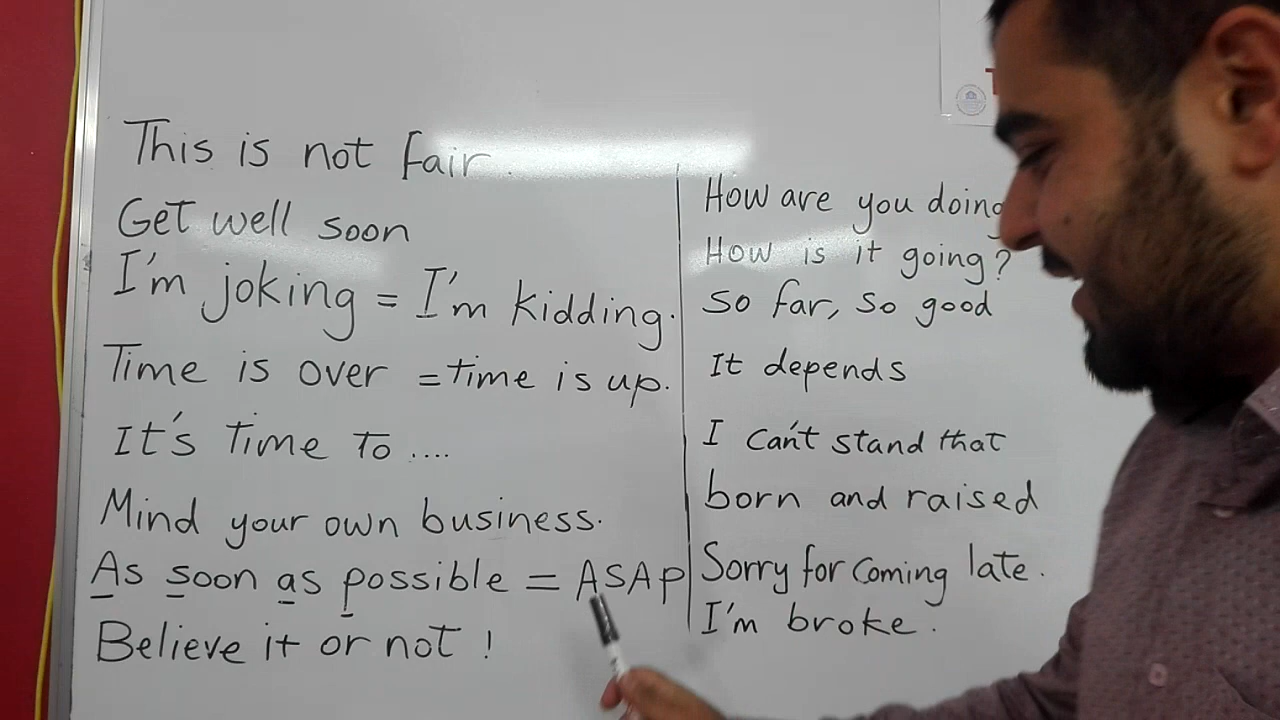 This is not fair.
Get well soon
I'm joking = I'm kidding.
Time is over = time is up.
It's Time To ....
Mind your own business.
As soon as possible = ASAP
Believe it or not !
How are you doing
How is it going?
So far, So good
It depends
I Can't stand that
born and raised
Sorry for Coming late.
I'm broke.